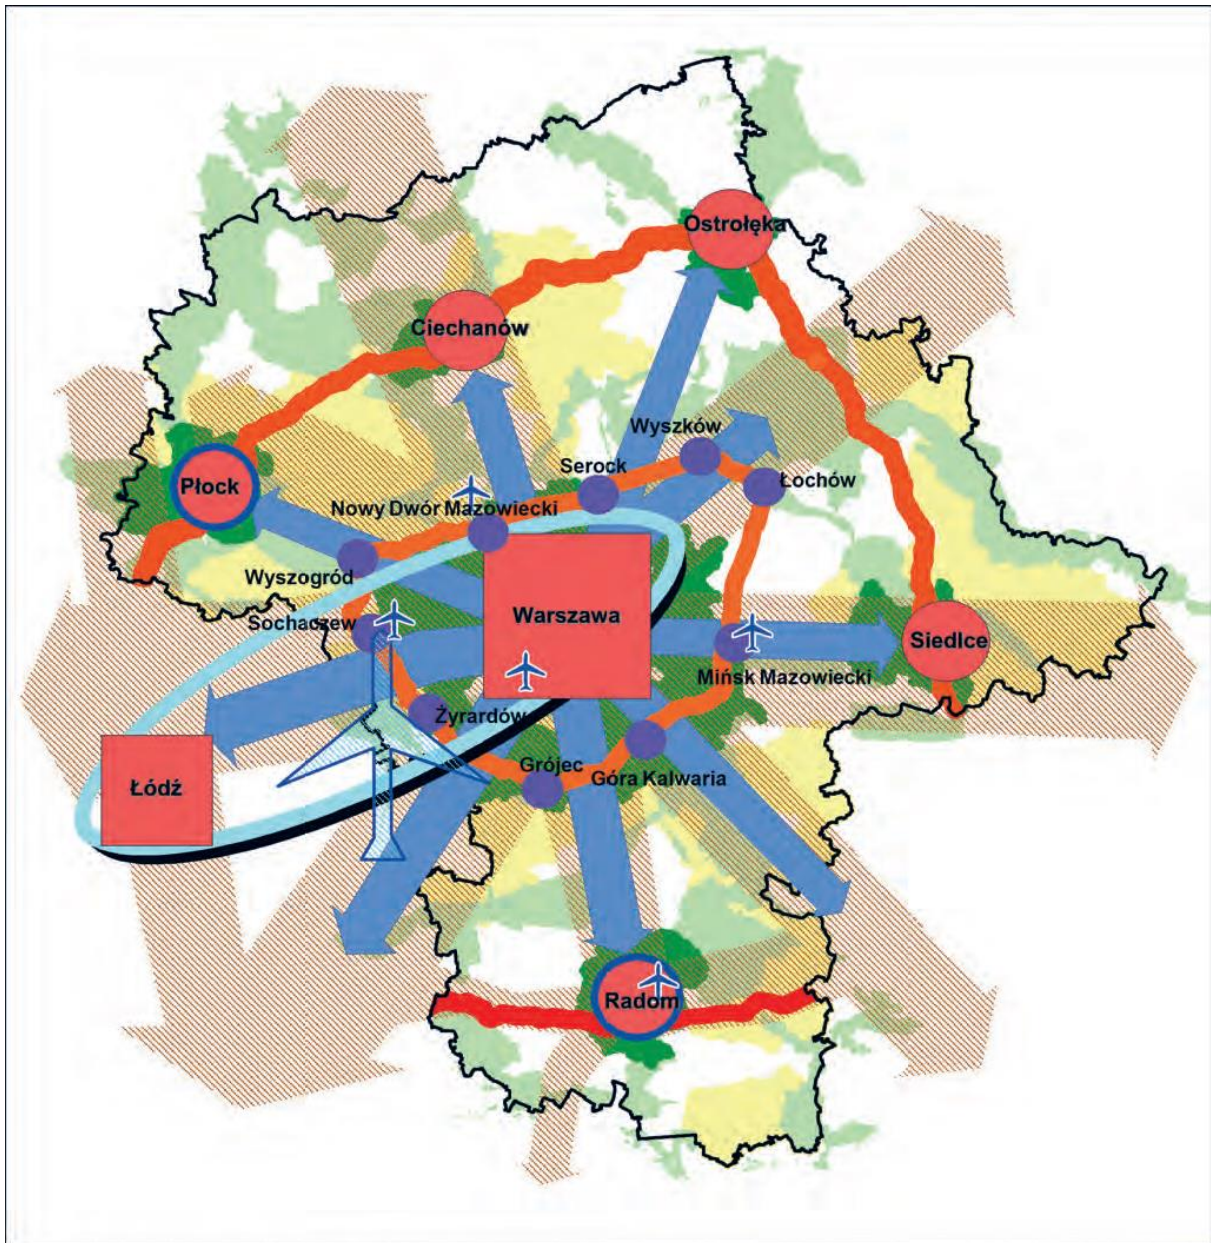 Ostrołęka
Ciechanów
Wyszków
Serock
Łochów
Płock
Nowy Dwór Mazowiecki
Wyszogród
Warszawa
Sochaczew
Siedlce
Mińsk Mazowiecki
Żyrardów
Grójec
Góra Kalwaria
Łódź
Radom